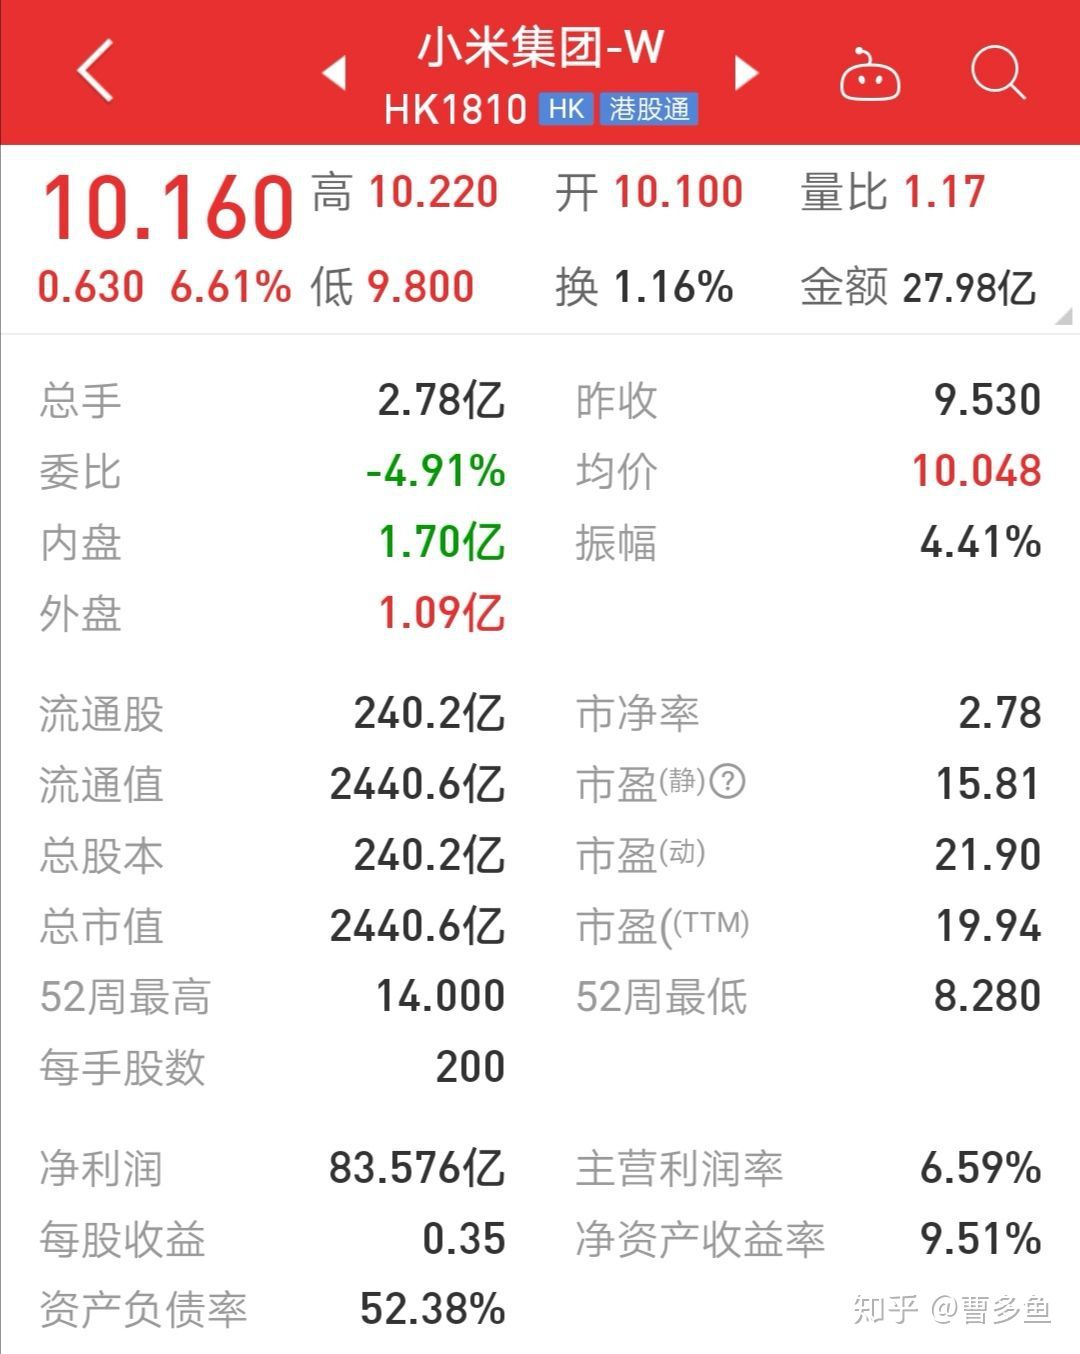 小米集团-W
HK1810 HK 港股通
10.160 高 10.220 开 10.100 量比 1.17
0.630 6.61% 低 9.800 换 1.16% 金额 27.98亿
总手 2.78亿 昨收 9.530
委比 -4.91% 均价 10.048
内盘 1.70亿 振幅 4.41%
外盘 1.09亿
流通股 240.2亿 市净率 2.78
流通值 2440.6亿 市盈(静)? 15.81
总股本 240.2亿 市盈(动) 21.90
总市值 2440.6亿 市盈((TTM) 19.94
52周最高 14.000 52周最低 8.280
每手股数 200
净利润 83.576亿 主营利润率 6.59%
每股收益 0.35 净资产收益率 9.51%
资产负债率 52.38%
知乎 @曹多鱼